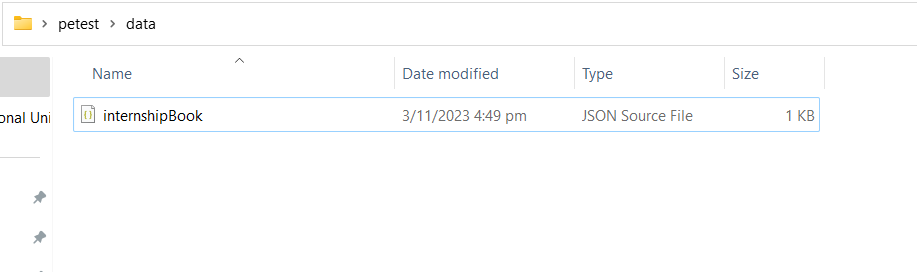 petest > data
Name Date modified Type Size
onal Uni
internshipBook 3/11/2023 4:49 pm JSON Source File 1 KB